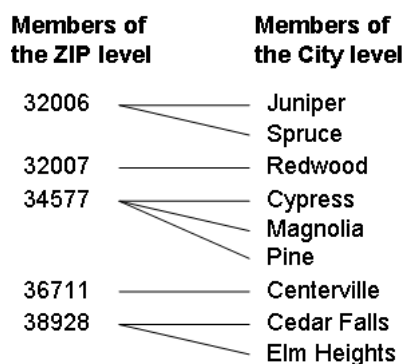 Members of the ZIP level
Members of the City level
32006 Juniper
Spruce
32007 Redwood
34577 Cypress
Magnolia
Pine
36711 Centerville
38928 Cedar Falls
Elm Heights